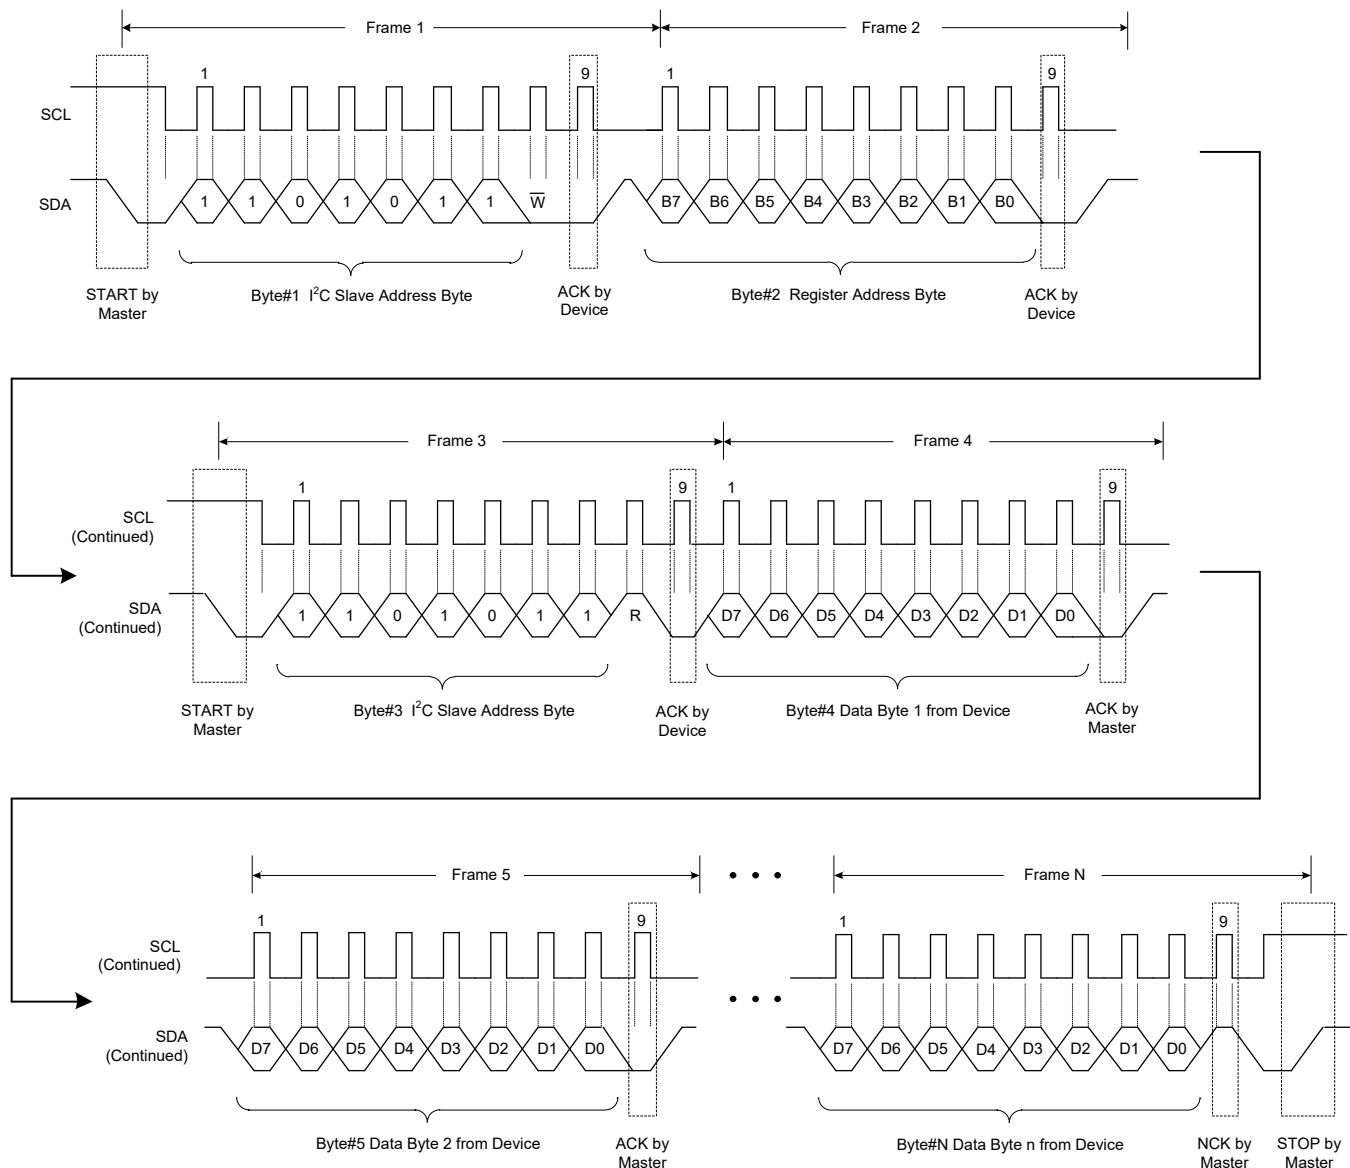 Frame 1 Frame 2
1 9 1 9
SCL
SDA 1 1 0 1 0 1 1 W̅ B7 B6 B5 B4 B3 B2 B1 B0
START by
Master
Byte#1 I²C Slave Address Byte
ACK by
Device
Byte#2 Register Address Byte
ACK by
Device
Frame 3 Frame 4
1 9 1 9
SCL
(Continued)
SDA
(Continued)
1 1 0 1 0 1 1 R D7 D6 D5 D4 D3 D2 D1 D0
START by
Master
Byte#3 I²C Slave Address Byte
ACK by
Device
Byte#4 Data Byte 1 from Device
ACK by
Master
Frame 5 • • • Frame N
1 9 1 9
SCL
(Continued)
• • •
SDA
(Continued)
D7 D6 D5 D4 D3 D2 D1 D0 D7 D6 D5 D4 D3 D2 D1 D0
Byte#5 Data Byte 2 from Device
ACK by
Master
Byte#N Data Byte n from Device
NCK by
Master
STOP by
Master